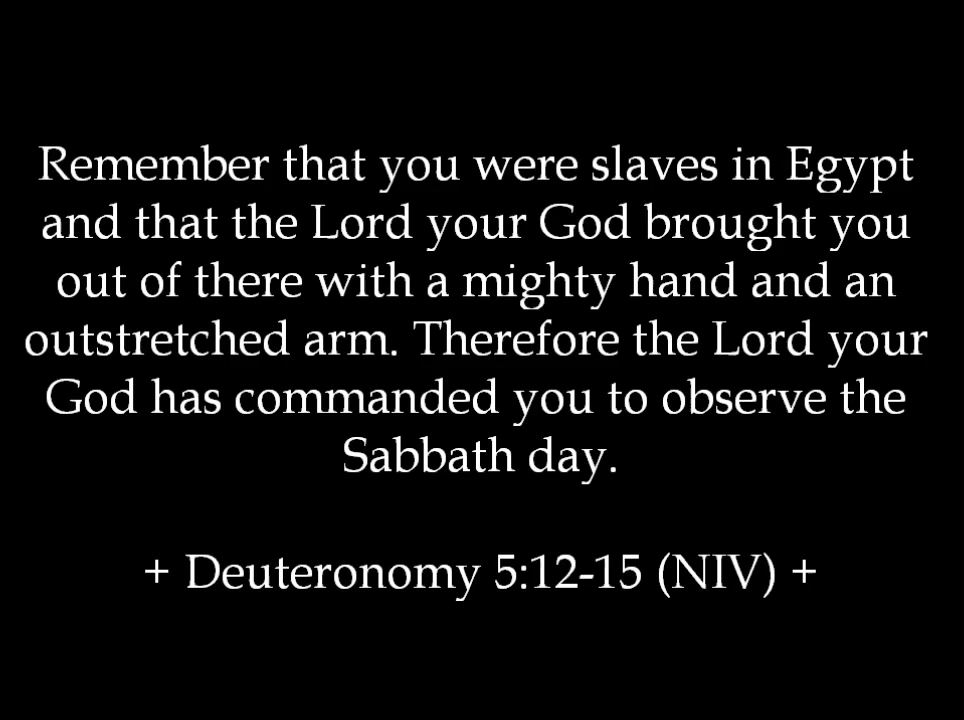 Remember that you were slaves in Egypt
and that the Lord your God brought you
out of there with a mighty hand and an
outstretched arm. Therefore the Lord your
God has commanded you to observe the
Sabbath day.
+ Deuteronomy 5:12-15 (NIV) +